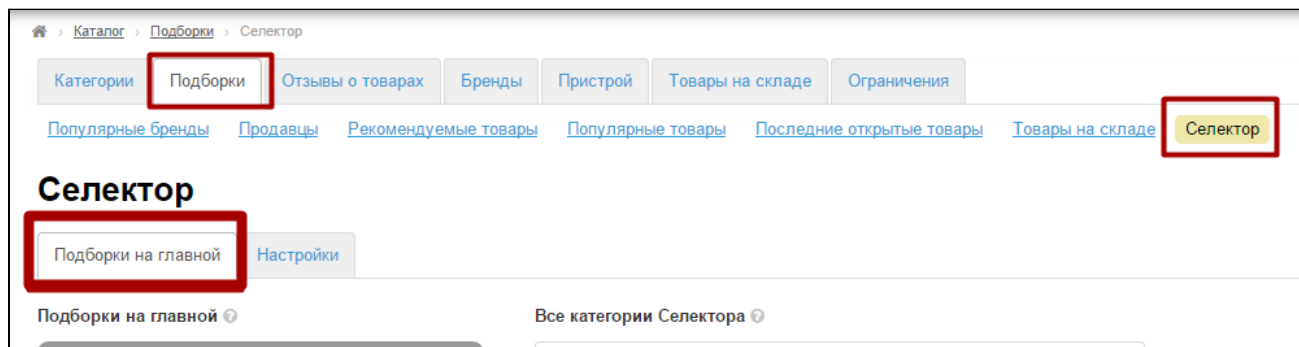 Каталог › Подборки › Селектор
Категории Подборки Отзывы о товарах Бренды Пристрой Товары на складе Ограничения
Популярные бренды Продавцы Рекомендуемые товары Популярные товары Последние открытые товары Товары на складе Селектор
Селектор
Подборки на главной Настройки
Подборки на главной Все категории Селектора